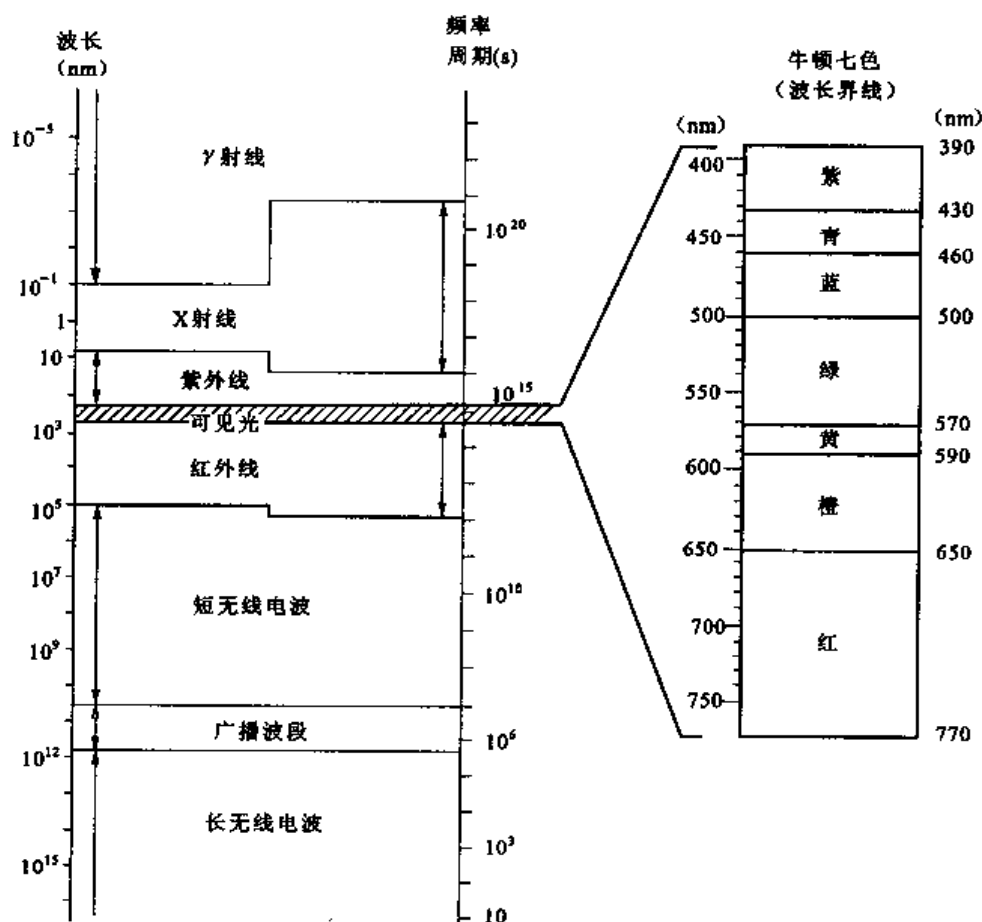 波长
(nm)
10⁻⁵
10⁻¹
1
10
10³
10⁵
10⁷
10⁹
10¹²
10¹⁵
γ射线
X射线
紫外线
可见光
红外线
短无线电波
广播波段
长无线电波
频率
周期(s)
10²⁰
10¹⁵
10¹⁰
10⁶
10³
10
牛顿七色
(波长界线)
(nm)
400
450
500
550
600
650
700
750
紫
青
蓝
绿
黄
橙
红
(nm)
390
430
460
500
570
590
650
770